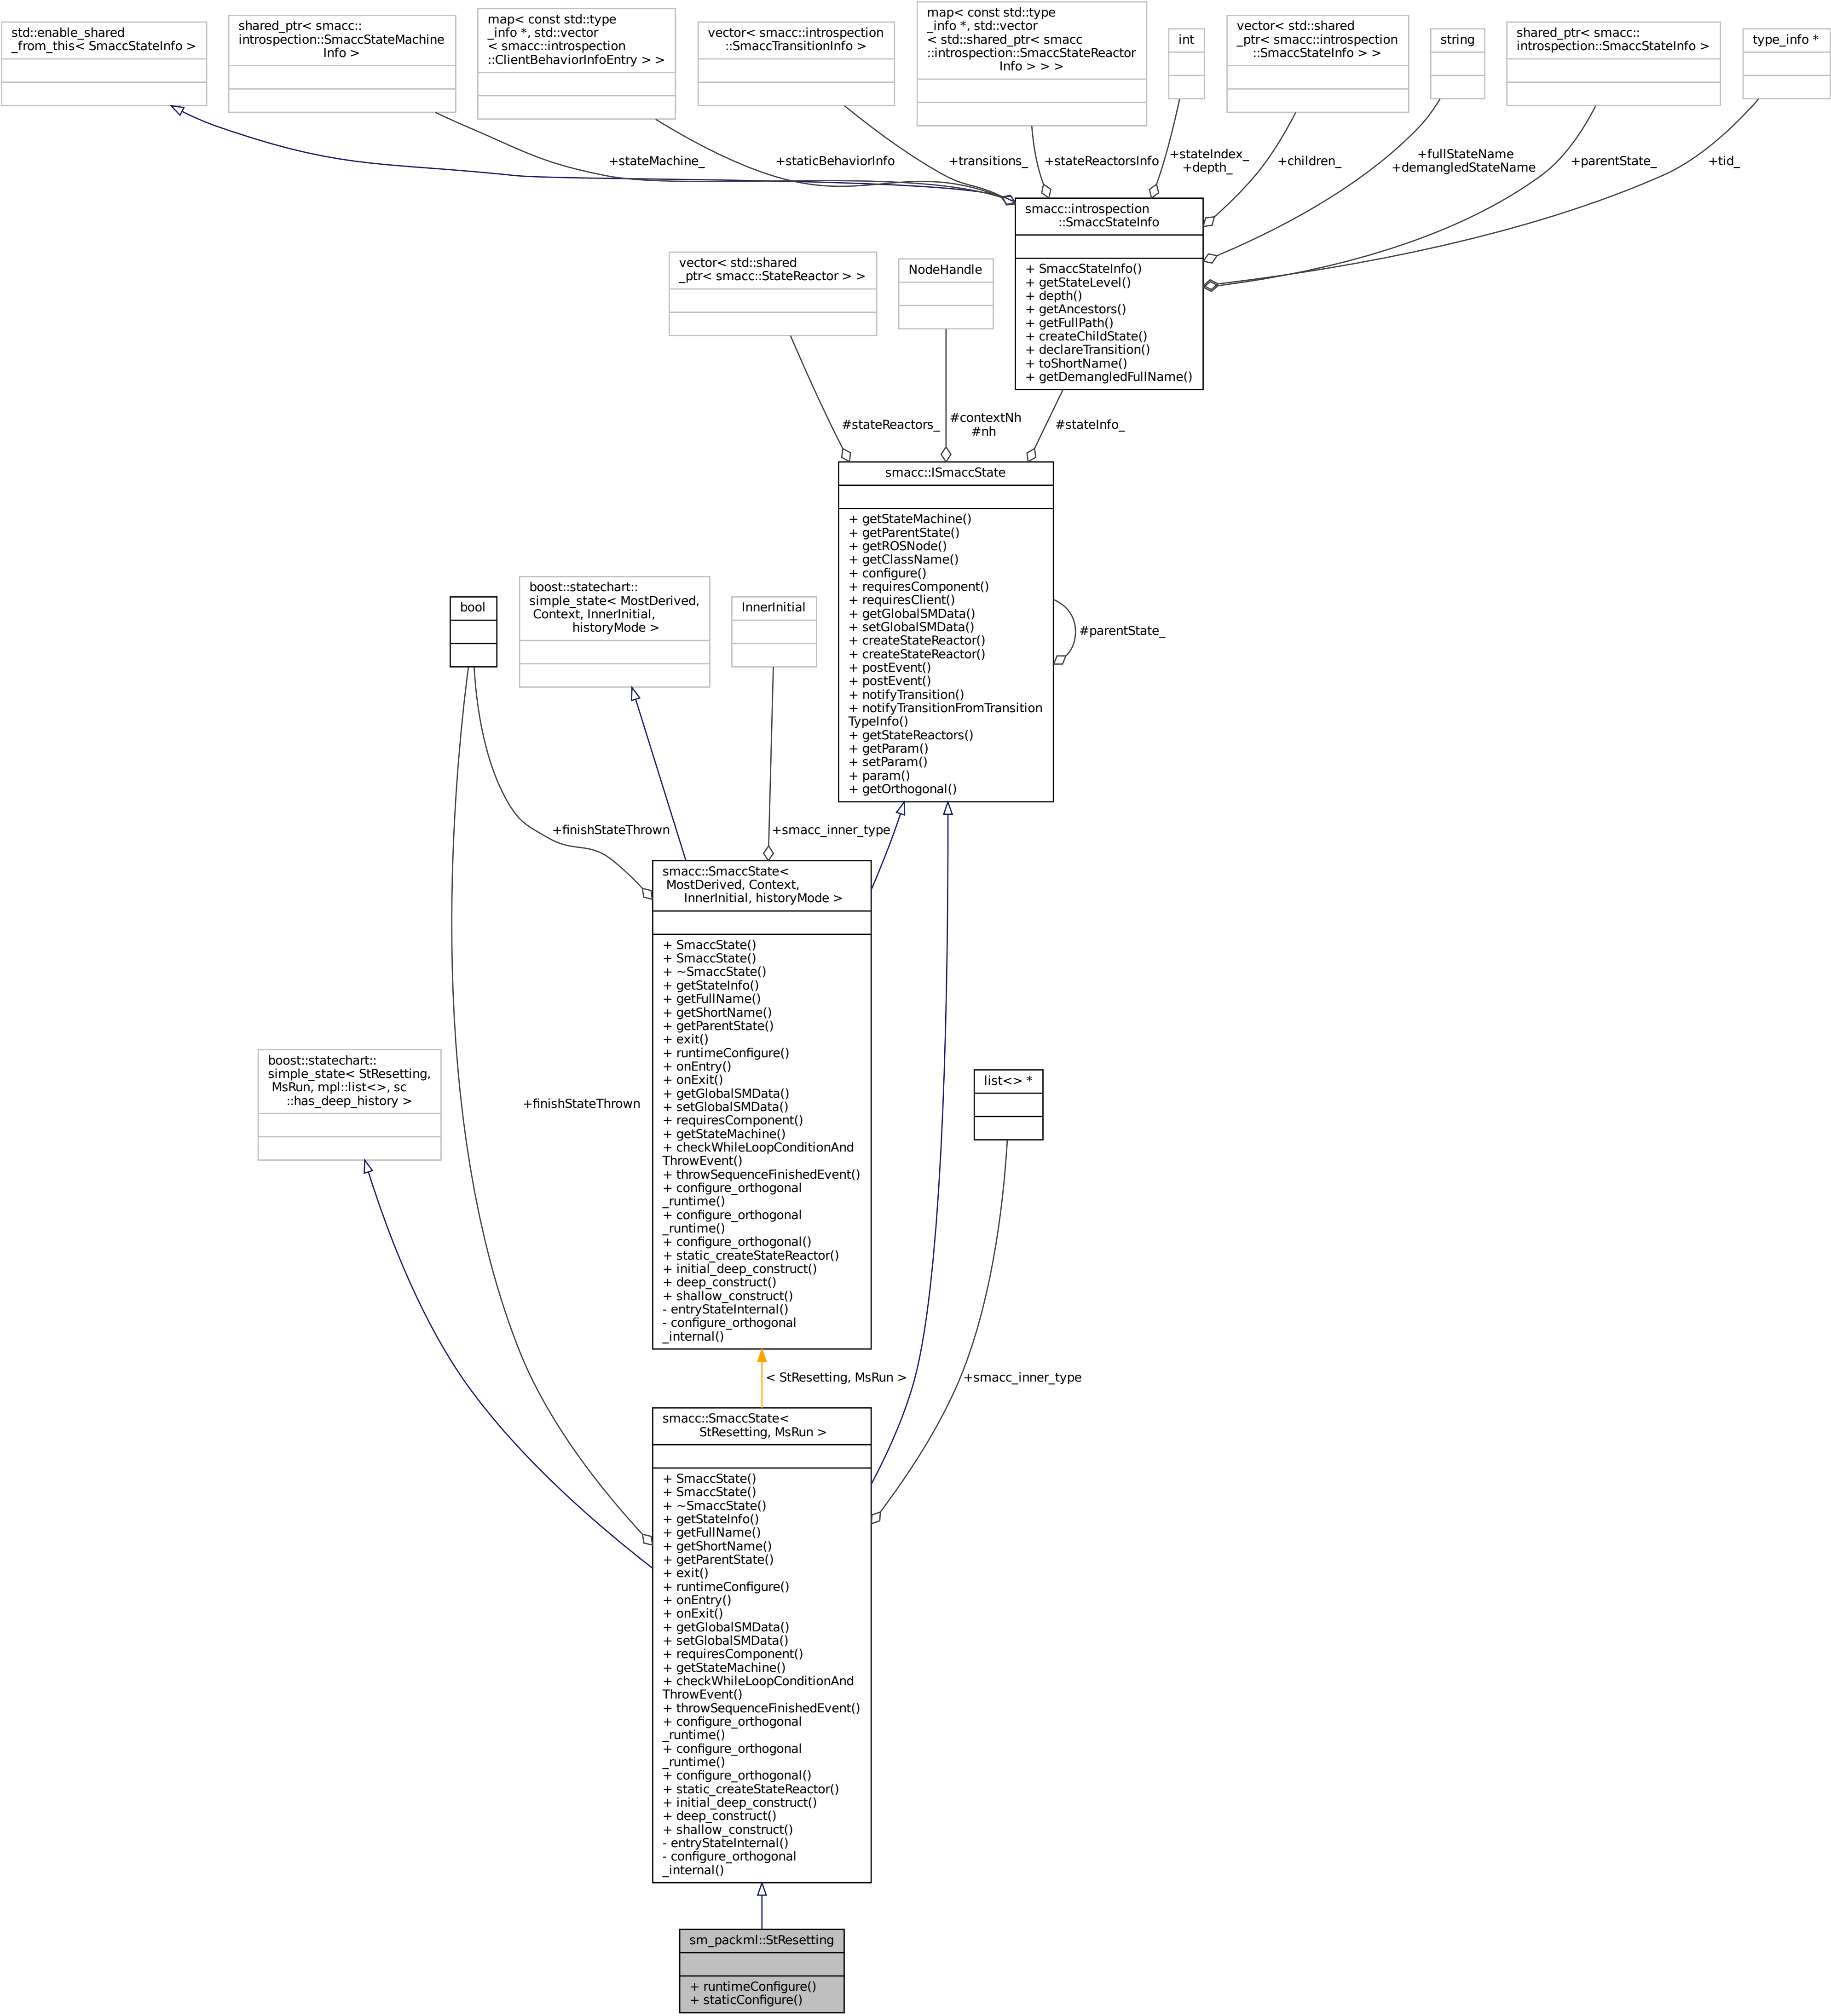 std::enable_shared
_from_this< SmaccStateInfo >
shared_ptr< smacc::
introspection::SmaccStateMachine
Info >
map< const std::type
_info *, std::vector
< smacc::introspection
::ClientBehaviorInfoEntry > >
vector< smacc::introspection
::SmaccTransitionInfo >
map< const std::type
_info *, std::vector
< std::shared_ptr< smacc
::introspection::SmaccStateReactor
Info > > >
int
vector< std::shared
_ptr< smacc::introspection
::SmaccStateInfo > >
string
shared_ptr< smacc::
introspection::SmaccStateInfo >
type_info *
+stateMachine_
+staticBehaviorInfo
+transitions_
+stateReactorsInfo
+stateIndex_
+depth_
+children_
+fullStateName
+demangledStateName
+parentState_
+tid_
smacc::introspection
::SmaccStateInfo
+ SmaccStateInfo()
+ getStateLevel()
+ depth()
+ getAncestors()
+ getFullPath()
+ createChildState()
+ declareTransition()
+ toShortName()
+ getDemangledFullName()
vector< std::shared
_ptr< smacc::StateReactor > >
NodeHandle
#stateReactors_
#contextNh
#nh
#stateInfo_
smacc::ISmaccState
+ getStateMachine()
+ getParentState()
+ getROSNode()
+ getClassName()
+ configure()
+ requiresComponent()
+ requiresClient()
+ getGlobalSMData()
+ setGlobalSMData()
+ createStateReactor()
+ createStateReactor()
+ postEvent()
+ postEvent()
+ notifyTransition()
+ notifyTransitionFromTransition
TypeInfo()
+ getStateReactors()
+ getParam()
+ setParam()
+ param()
+ getOrthogonal()
#parentState_
bool
boost::statechart::
simple_state< MostDerived,
Context, InnerInitial,
historyMode >
InnerInitial
+finishStateThrown
+smacc_inner_type
smacc::SmaccState<
MostDerived, Context,
InnerInitial, historyMode >
+ SmaccState()
+ SmaccState()
+ ~SmaccState()
+ getStateInfo()
+ getFullName()
+ getShortName()
+ getParentState()
+ exit()
+ runtimeConfigure()
+ onEntry()
+ onExit()
+ getGlobalSMData()
+ setGlobalSMData()
+ requiresComponent()
+ getStateMachine()
+ checkWhileLoopConditionAnd
ThrowEvent()
+ throwSequenceFinishedEvent()
+ configure_orthogonal
_runtime()
+ configure_orthogonal
_runtime()
+ configure_orthogonal()
+ static_createStateReactor()
+ initial_deep_construct()
+ deep_construct()
+ shallow_construct()
- entryStateInternal()
- configure_orthogonal
_internal()
boost::statechart::
simple_state< StResetting,
MsRun, mpl::list<>, sc
::has_deep_history >
+finishStateThrown
list<> *
< StResetting, MsRun >
+smacc_inner_type
smacc::SmaccState<
StResetting, MsRun >
+ SmaccState()
+ SmaccState()
+ ~SmaccState()
+ getStateInfo()
+ getFullName()
+ getShortName()
+ getParentState()
+ exit()
+ runtimeConfigure()
+ onEntry()
+ onExit()
+ getGlobalSMData()
+ setGlobalSMData()
+ requiresComponent()
+ getStateMachine()
+ checkWhileLoopConditionAnd
ThrowEvent()
+ throwSequenceFinishedEvent()
+ configure_orthogonal
_runtime()
+ configure_orthogonal
_runtime()
+ configure_orthogonal()
+ static_createStateReactor()
+ initial_deep_construct()
+ deep_construct()
+ shallow_construct()
- entryStateInternal()
- configure_orthogonal
_internal()
sm_packml::StResetting
+ runtimeConfigure()
+ staticConfigure()